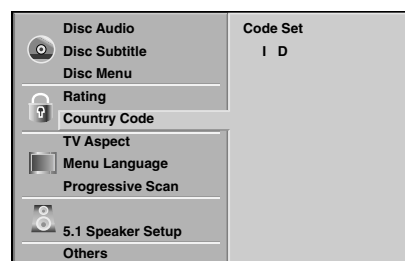 Disc Audio
Disc Subtitle
Disc Menu
Rating
Country Code
TV Aspect
Menu Language
Progressive Scan
5.1 Speaker Setup
Others
Code Set
I D